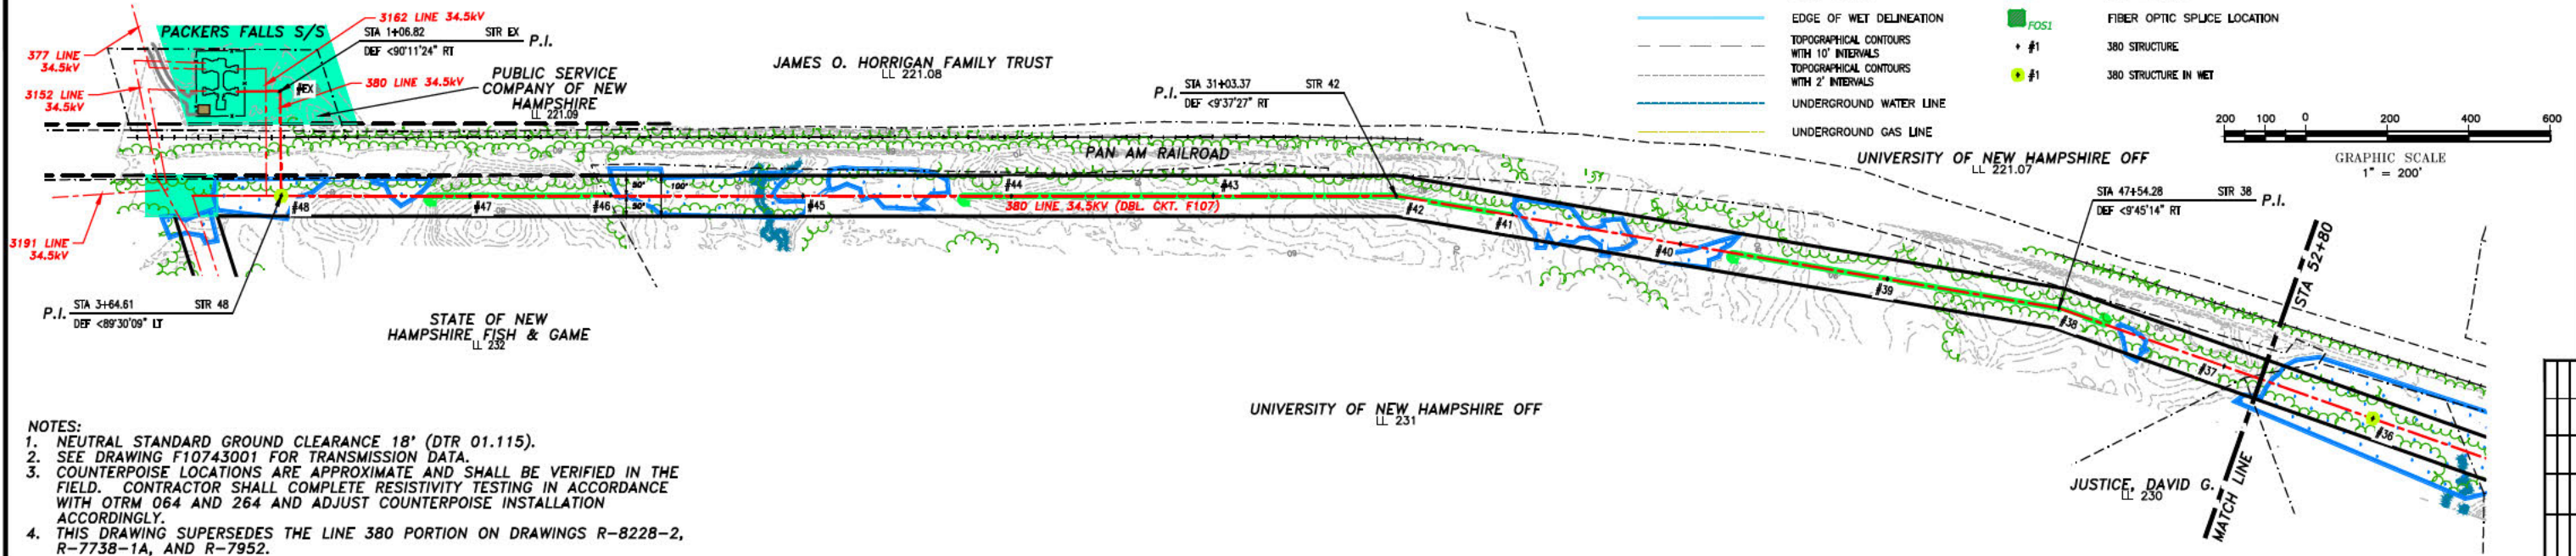 3162 LINE 34.5kV
PACKERS FALLS S/S
STA 1+06.82 STR EX
P.I.
DEF <90'11'24" RT
377 LINE
34.5kV
3152 LINE
34.5kV
#EX
380 LINE 34.5kV
PUBLIC SERVICE
COMPANY OF NEW
HAMPSHIRE
LL 221.09
JAMES O. HORRIGAN FAMILY TRUST
LL 221.08
P.I.
STA 31+03.37 STR 42
DEF <9'37'27" RT
EDGE OF WET DELINEATION
TOPOGRAPHICAL CONTOURS
WITH 10' INTERVALS
TOPOGRAPHICAL CONTOURS
WITH 2' INTERVALS
UNDERGROUND WATER LINE
UNDERGROUND GAS LINE
FOS1
FIBER OPTIC SPLICE LOCATION
#1
380 STRUCTURE
#1
380 STRUCTURE IN WET
200 100 0 200 400 600
GRAPHIC SCALE
1" = 200'
PAN AM RAILROAD
UNIVERSITY OF NEW HAMPSHIRE OFF
LL 221.07
STA 47+54.28 STR 38
P.I.
DEF <9'45'14" RT
3191 LINE
34.5kV
#48
#47
#46
50'
50'
100'
#45
#44
#43
380 LINE 34.5KV (DBL. CKT. F107)
#42
#41
#40
#39
#38
#37
#36
STA 52+80
MATCH LINE
P.I.
STA 3+64.61 STR 48
DEF <89'30'09" LT
STATE OF NEW
HAMPSHIRE FISH & GAME
LL 232
UNIVERSITY OF NEW HAMPSHIRE OFF
LL 231
JUSTICE, DAVID G.
LL 230
NOTES:
1. NEUTRAL STANDARD GROUND CLEARANCE 18' (DTR 01.115).
2. SEE DRAWING F10743001 FOR TRANSMISSION DATA.
3. COUNTERPOISE LOCATIONS ARE APPROXIMATE AND SHALL BE VERIFIED IN THE
FIELD. CONTRACTOR SHALL COMPLETE RESISTIVITY TESTING IN ACCORDANCE
WITH OTRM 064 AND 264 AND ADJUST COUNTERPOISE INSTALLATION
ACCORDINGLY.
4. THIS DRAWING SUPERSEDES THE LINE 380 PORTION ON DRAWINGS R-8228-2,
R-7738-1A, AND R-7952.